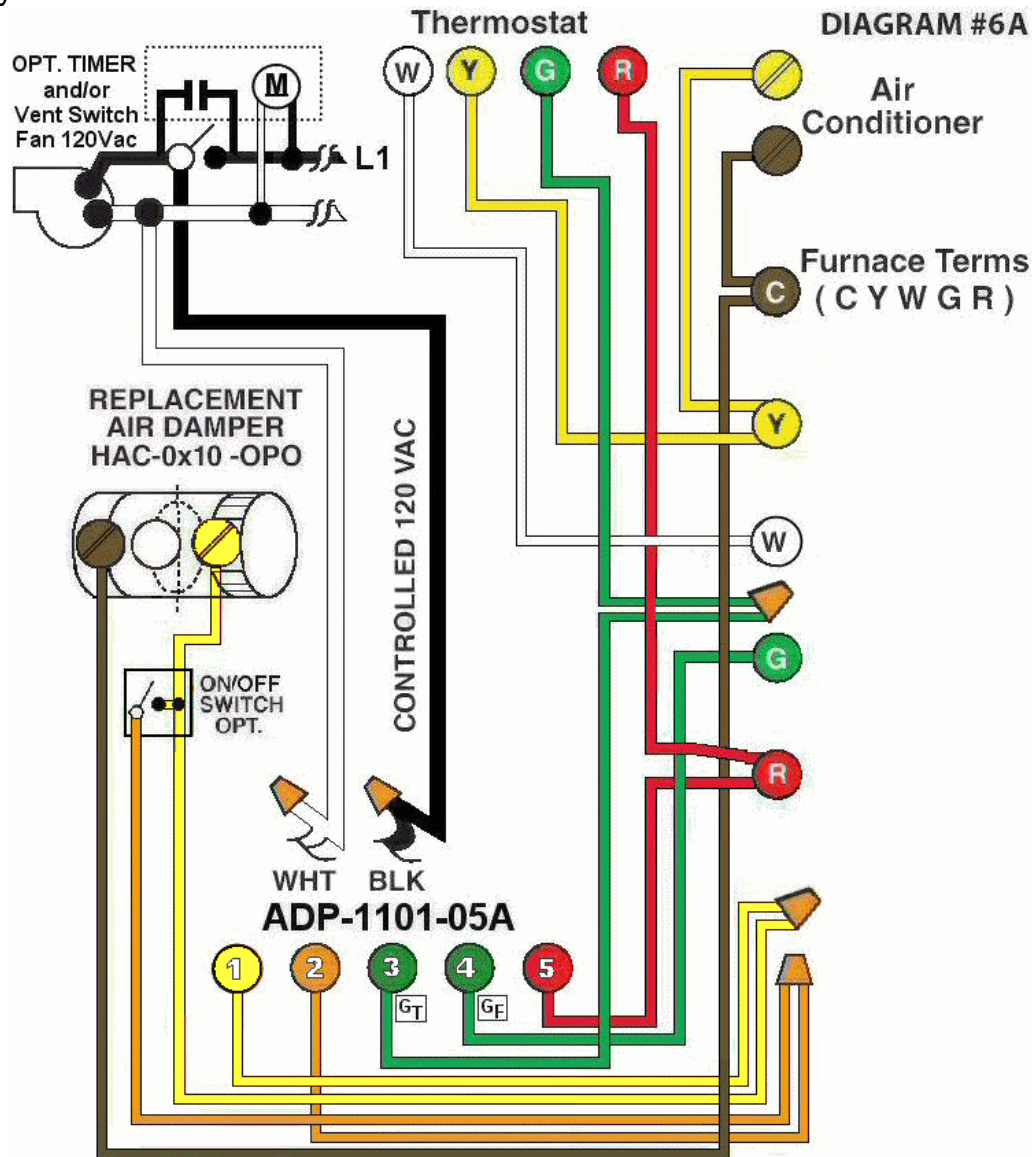 Thermostat
DIAGRAM #6A
OPT. TIMER
and/or
Vent Switch
Fan 120Vac
M
W
Y
G
R
L1
Air
Conditioner
Furnace Terms
( C Y W G R )
C
Y
W
G
R
REPLACEMENT
AIR DAMPER
HAC-0x10 -OPO
CONTROLLED 120 VAC
ON/OFF
SWITCH
OPT.
WHT
BLK
ADP-1101-05A
1
2
3
4
5
GT
GF